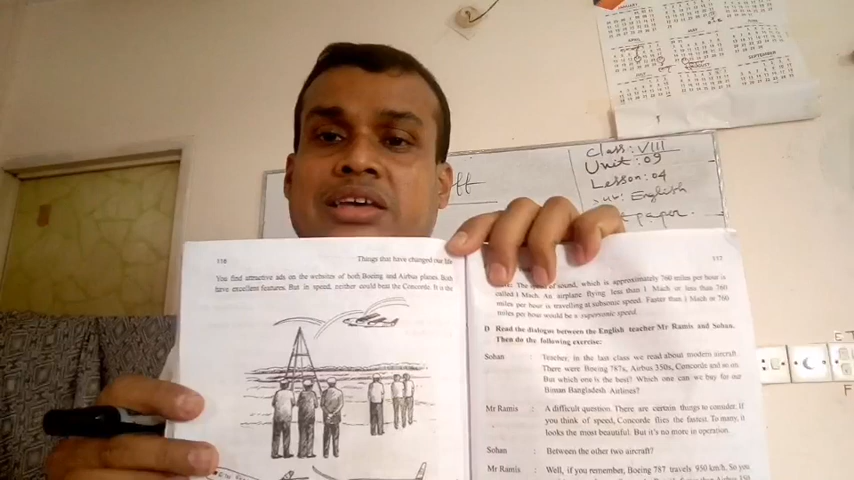 JANUARY
APRIL
MAY
JULY
AUGUST
SEPTEMBER
Class: VIII
Unit: 09
Lesson: 04
English
paper
116
Things that have changed our life
You find attractive ads on the websites of both Boeing and Airbus planes. Both
have excellent features. But in speed, neither could beat the Concorde. It is the
117
The speed of sound, which is approximately 760 miles per hour is
called 1 Mach. An airplane flying less than 1 Mach or less than 760
miles per hour is travelling at subsonic speed. Faster than 1 Mach or 760
miles per hour would be a supersonic speed.
D Read the dialogue between the English teacher Mr Ramis and Sohan.
Then do the following exercise:
Sohan : Teacher, in the last class we read about modern aircraft.
There were Boeing 787s, Airbus 350s, Concords and so on
But which one is the best? Which one can we buy for our
Biman Bangladesh Airlines?
Mr Ramis : A difficult question. There are certain things to consider. If
you think of speed, Concorde flies the fastest. To many, it
looks the most beautiful. But it's no more in operation.
Sohan : Between the other two aircraft?
Mr Ramis : Well, if you remember, Boeing 787 travels 950 km/h. So you